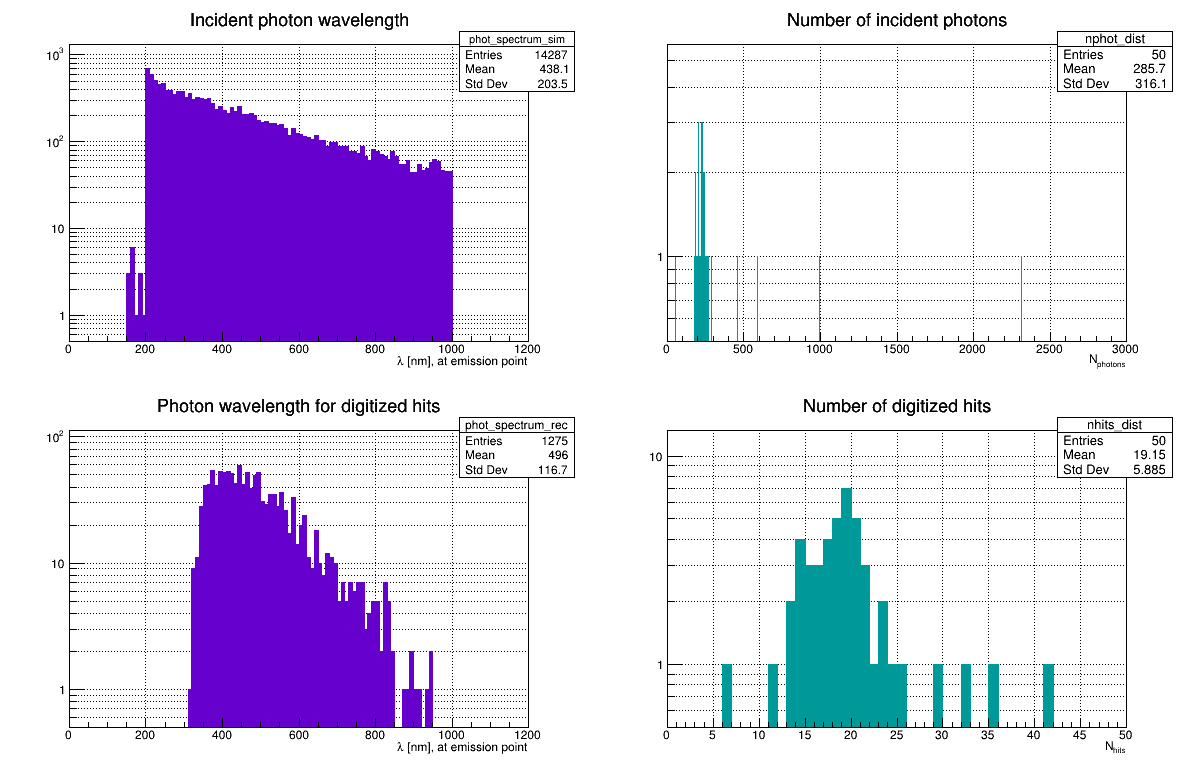 Incident photon wavelength
phot_spectrum_sim
Entries 14287
Mean 438.1
Std Dev 203.5
10³
10²
10
1
0 200 400 600 800 1000 1200
λ [nm], at emission point
Number of incident photons
nphot_dist
Entries 50
Mean 285.7
Std Dev 316.1
1
0 500 1000 1500 2000 2500 3000
Nphotons
Photon wavelength for digitized hits
phot_spectrum_rec
Entries 1275
Mean 496
Std Dev 116.7
10²
10
1
0 200 400 600 800 1000 1200
λ [nm], at emission point
Number of digitized hits
nhits_dist
Entries 50
Mean 19.15
Std Dev 5.885
10
1
0 5 10 15 20 25 30 35 40 45 50
Nhits